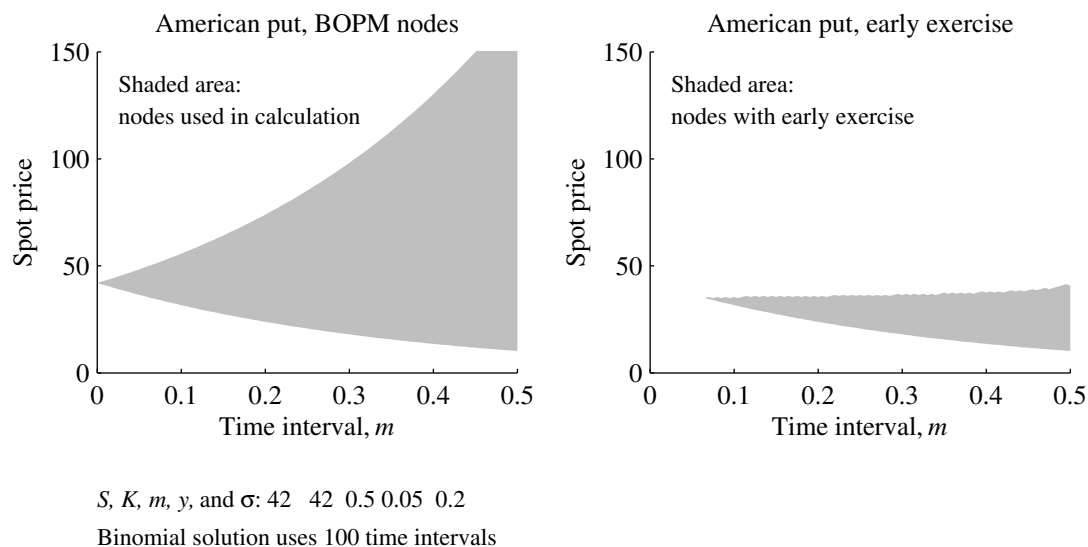 American put, BOPM nodes
150
100
50
0
Spot price
Shaded area:
nodes used in calculation
0 0.1 0.2 0.3 0.4 0.5
Time interval, m
American put, early exercise
150
100
50
0
Spot price
Shaded area:
nodes with early exercise
0 0.1 0.2 0.3 0.4 0.5
Time interval, m
S, K, m, y, and σ: 42 42 0.5 0.05 0.2
Binomial solution uses 100 time intervals